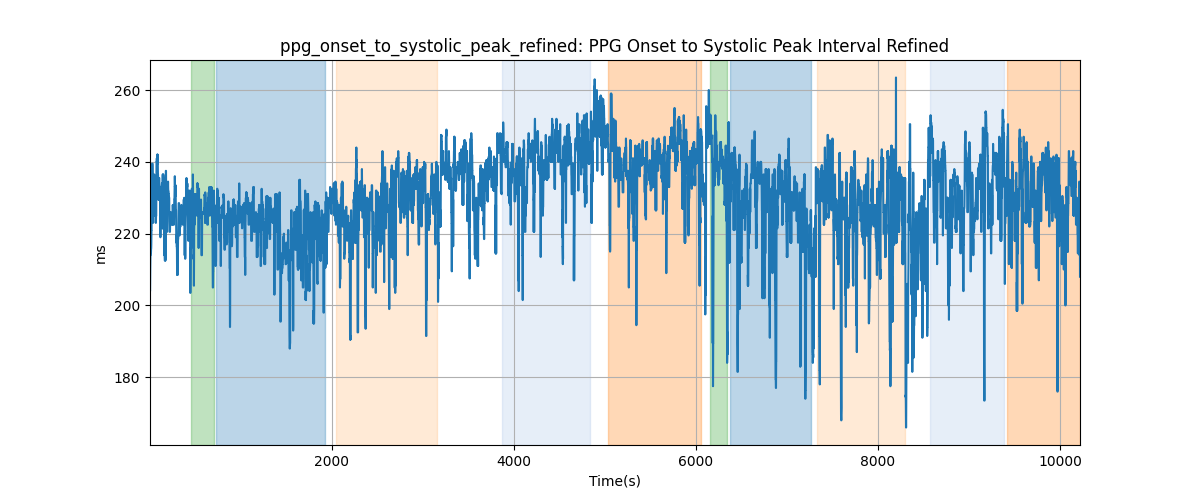 ppg_onset_to_systolic_peak_refined: PPG Onset to Systolic Peak Interval Refined
260
240
220
200
180
ms
2000 4000 6000 8000 10000
Time(s)